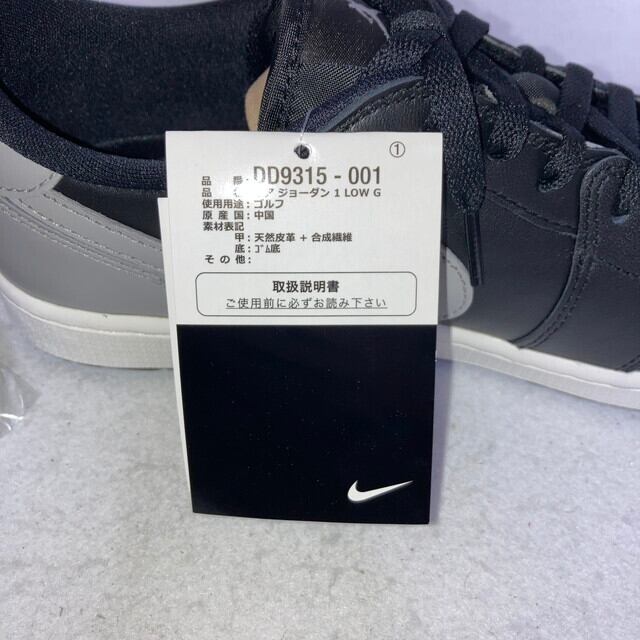 ①
品 番: DD9315-001
品 ジョーダン 1 LOW G
使用用途: ゴルフ
原 産 国: 中国
素材表記
甲: 天然皮革 + 合成繊維
底: ｺﾞﾑ底
そ の 他:
取扱説明書
ご使用前に必ずお読み下さい